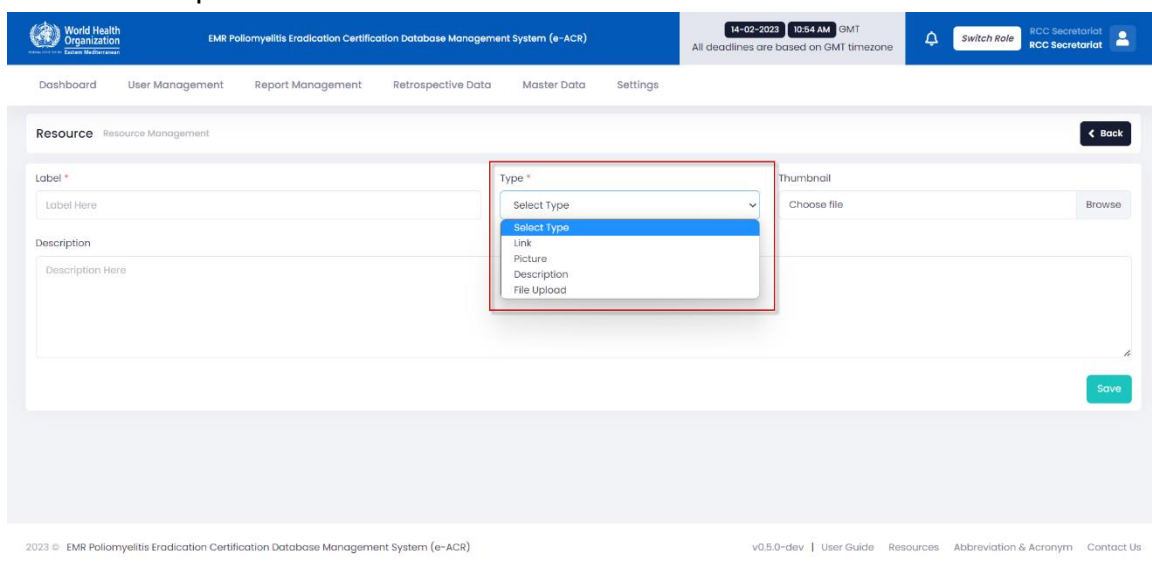 World Health
Organization
Eastern Mediterranean
EMR Poliomyelitis Eradication Certification Database Management System (e-ACR)
14-02-2023 10:54 AM GMT
All deadlines are based on GMT timezone
Switch Role
RCC Secretariat
RCC Secretariat
Dashboard User Management Report Management Retrospective Data Master Data Settings
Resource Resource Management
Back
Label * Type * Thumbnail
Label Here Select Type Choose file Browse
Select Type
Link
Picture
Description
File Upload
Description
Description Here
Save
2023 © EMR Poliomyelitis Eradication Certification Database Management System (e-ACR) v0.5.0-dev | User Guide Resources Abbreviation & Acronym Contact Us